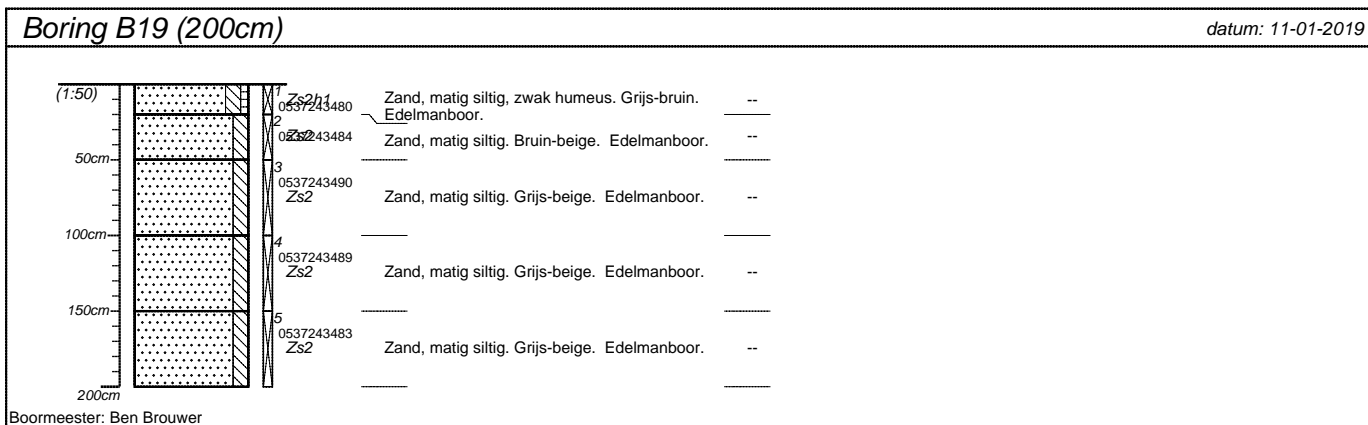 Boring B19 (200cm)
datum: 11-01-2019
(1:50)
1
Zs2h1
0537243480
Zand, matig siltig, zwak humeus. Grijs-bruin.
Edelmanboor.
--
2
Zs2
0537243484
Zand, matig siltig. Bruin-beige. Edelmanboor.
--
50cm
3
0537243490
Zs2
Zand, matig siltig. Grijs-beige. Edelmanboor.
--
100cm
4
0537243489
Zs2
Zand, matig siltig. Grijs-beige. Edelmanboor.
--
150cm
5
0537243483
Zs2
Zand, matig siltig. Grijs-beige. Edelmanboor.
--
200cm
Boormeester: Ben Brouwer